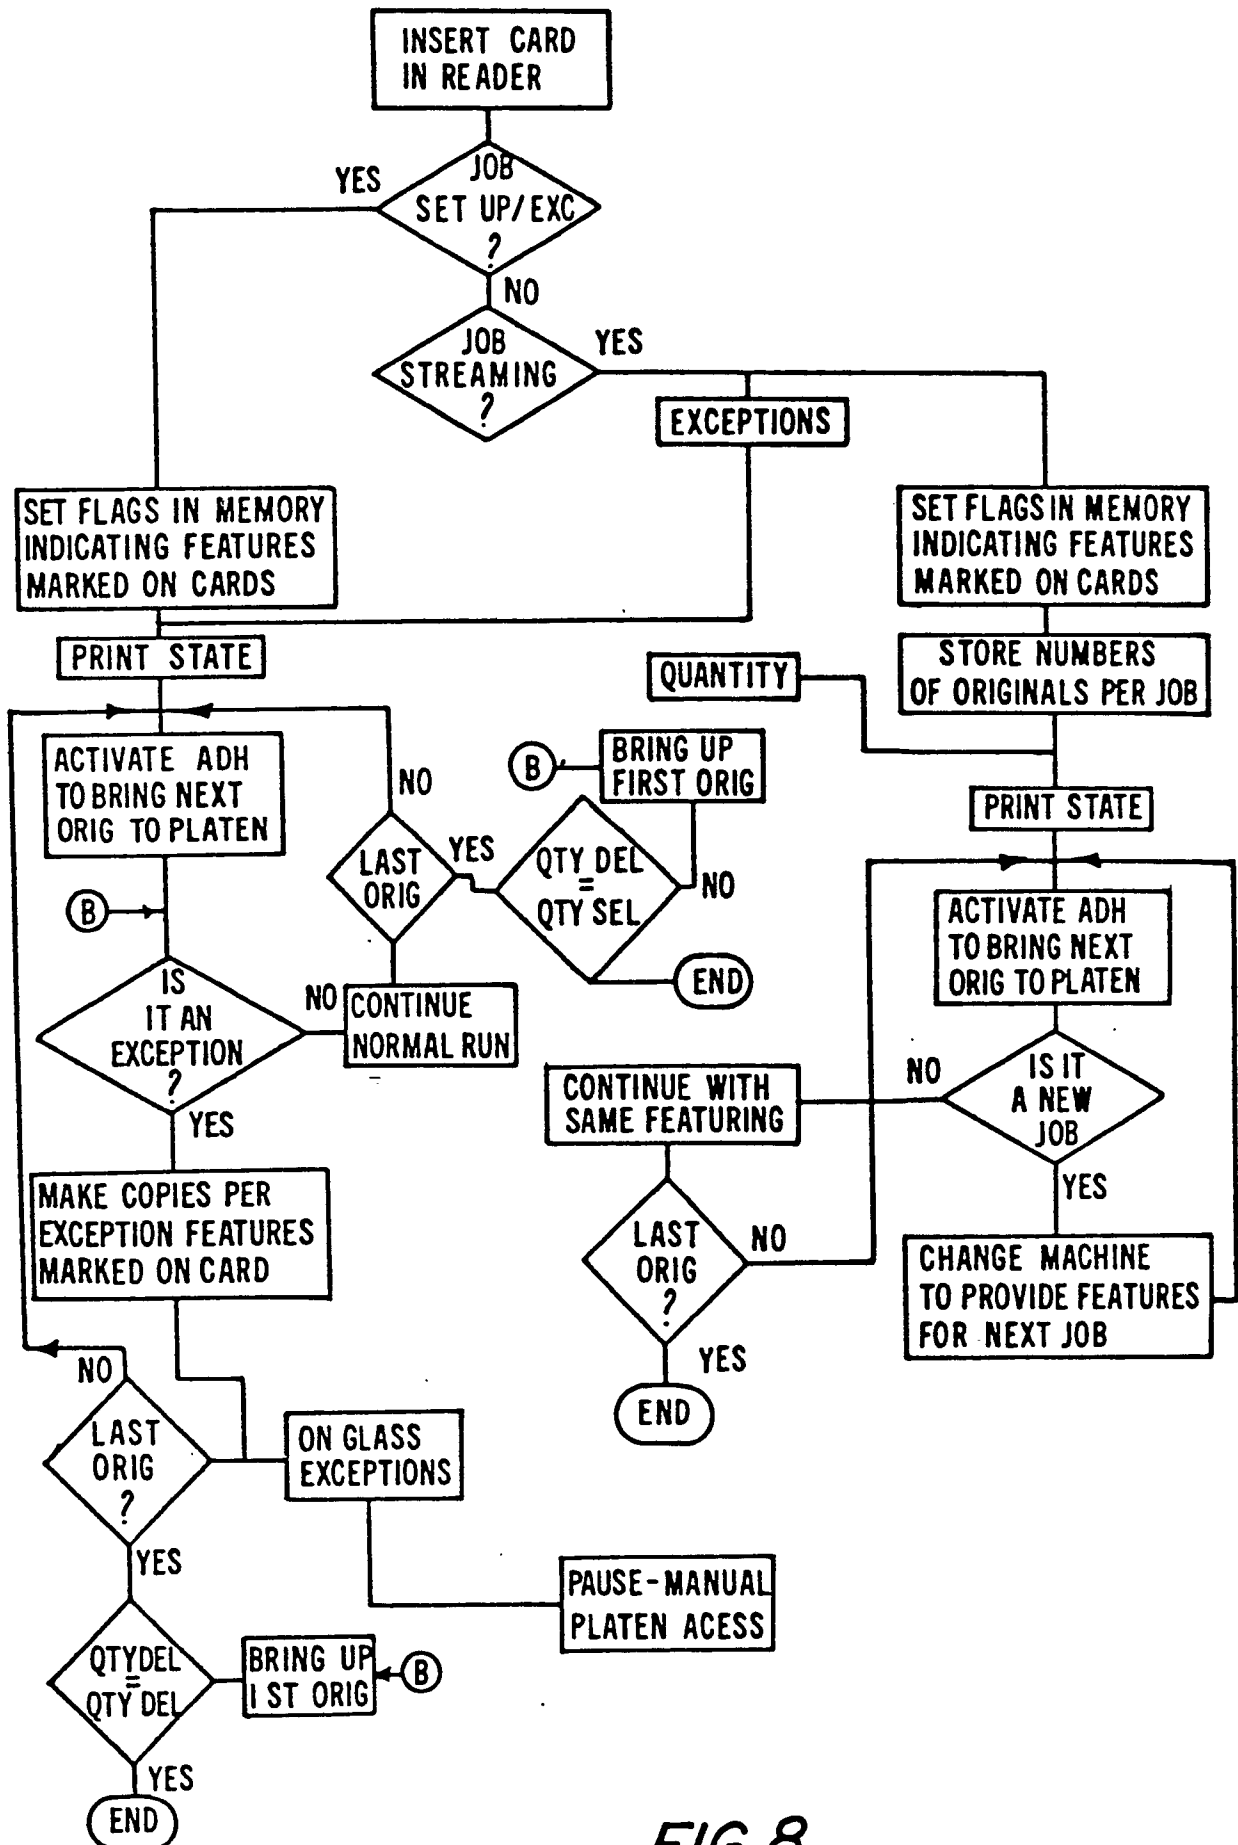 INSERT CARD
IN READER
JOB
SET UP/EXC
?
YES
NO
JOB
STREAMING
?
YES
EXCEPTIONS
SET FLAGS IN MEMORY
INDICATING FEATURES
MARKED ON CARDS
SET FLAGS IN MEMORY
INDICATING FEATURES
MARKED ON CARDS
PRINT STATE
STORE NUMBERS
OF ORIGINALS PER JOB
QUANTITY
PRINT STATE
ACTIVATE ADH
TO BRING NEXT
ORIG TO PLATEN
B
IS
IT AN
EXCEPTION
?
NO
YES
CONTINUE
NORMAL RUN
LAST
ORIG
NO
YES
QTY DEL
=
QTY SEL
NO
BRING UP
FIRST ORIG
B
END
ACTIVATE ADH
TO BRING NEXT
ORIG TO PLATEN
IS IT
A NEW
JOB
NO
YES
CONTINUE WITH
SAME FEATURING
LAST
ORIG
?
NO
YES
END
CHANGE MACHINE
TO PROVIDE FEATURES
FOR NEXT JOB
MAKE COPIES PER
EXCEPTION FEATURES
MARKED ON CARD
NO
LAST
ORIG
?
YES
ON GLASS
EXCEPTIONS
PAUSE-MANUAL
PLATEN ACESS
QTYDEL
=
QTY DEL
BRING UP
1 ST ORIG
B
YES
END
FIG. 8